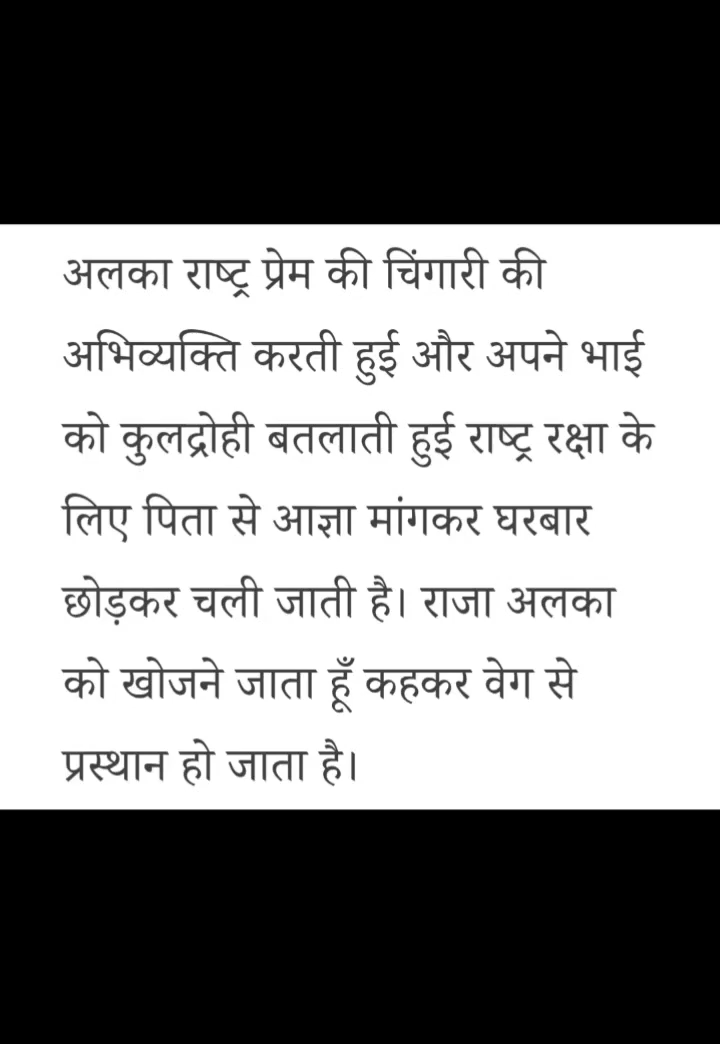 अलका राष्ट्र प्रेम की चिंगारी की
अभिव्यक्ति करती हुई और अपने भाई
को कुलद्रोही बतलाती हुई राष्ट्र रक्षा के
लिए पिता से आज्ञा मांगकर घरबार
छोड़कर चली जाती है। राजा अलका
को खोजने जाता हूँ कहकर वेग से
प्रस्थान हो जाता है।